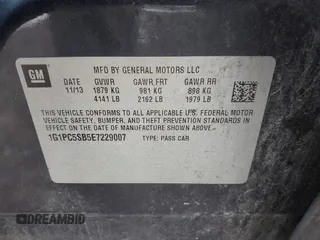 GM
MFD BY GENERAL MOTORS LLC
DATE GVWR GAWR FRT GAWR RR
11/13 1879 KG 981 KG 898 KG
4141 LB 2162 LB 1979 LB
THIS VEHICLE CONFORMS TO ALL APPLICABLE U.S. FEDERAL MOTOR
VEHICLE SAFETY, BUMPER, AND THEFT PREVENTION STANDARDS
IN EFFECT ON THE DATE OF MANUFACTURE SHOWN ABOVE.
1G1PC5SB5E7229007 TYPE: PASS CAR
DREAMBID